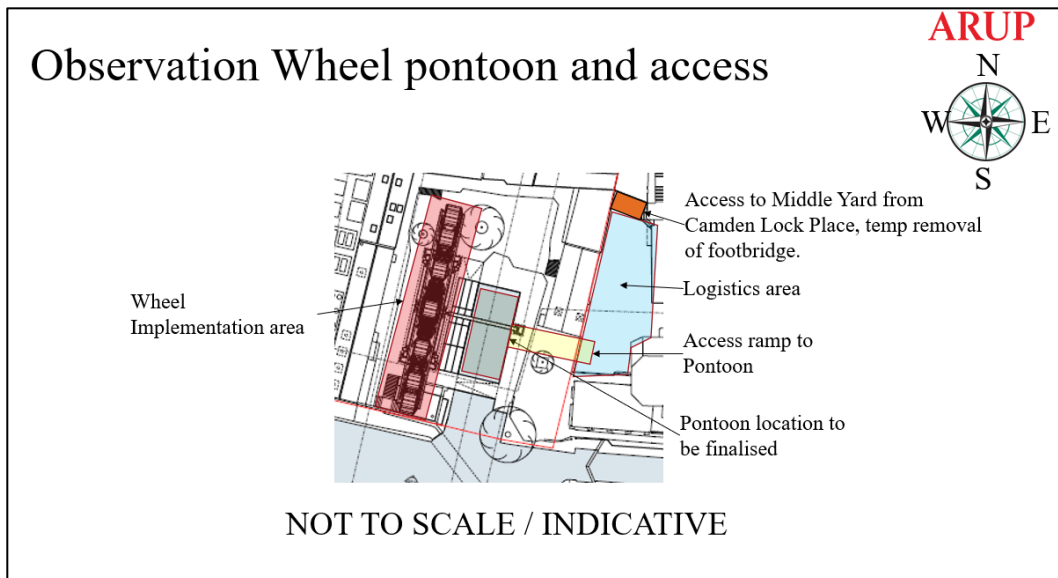 ARUP
Observation Wheel pontoon and access
N
W
E
S
Access to Middle Yard from
Camden Lock Place, temp removal
of footbridge.
Logistics area
Wheel
Implementation area
Access ramp to
Pontoon
Pontoon location to
be finalised
NOT TO SCALE / INDICATIVE